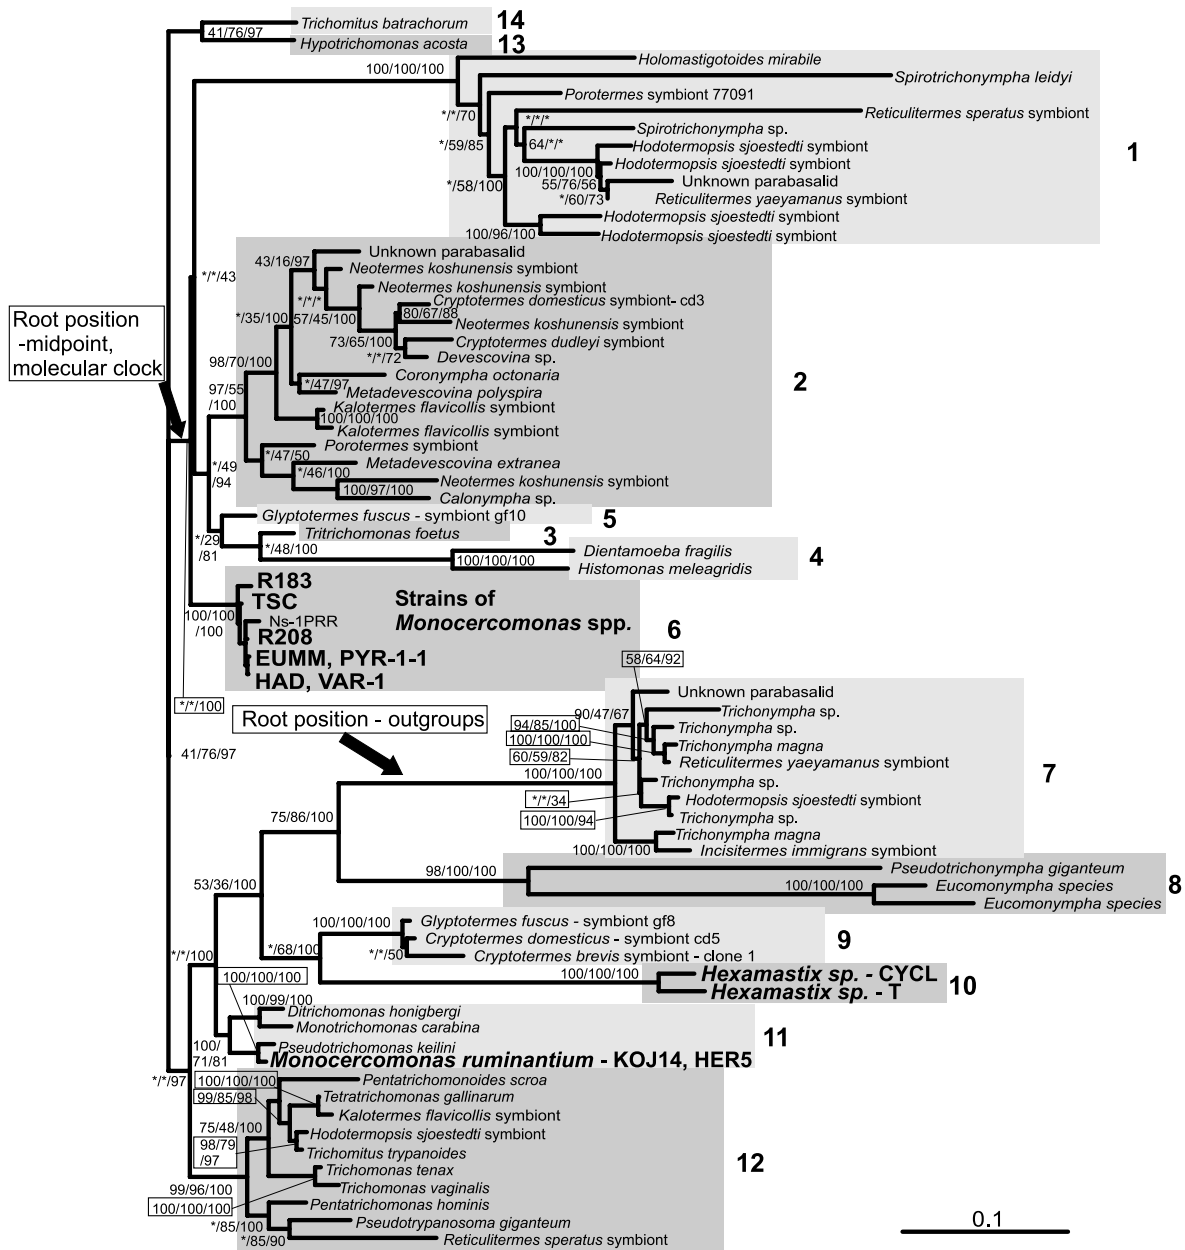 Trichomitus batrachorum
14
41/76/97
Hypotrichomonas acosta
13
100/100/100
Holomastigotoides mirabile
Spirotrichonympha leidyi
Porotermes symbiont 77091
*/*/70
Reticulitermes speratus symbiont
*/*/*
*/59/85
Spirotrichonympha sp.
64/*/*
Hodotermopsis sjoestedti symbiont
1
Hodotermopsis sjoestedti symbiont
100/100/100
*/58/100
55/76/56
Unknown parabasalid
*/60/73
Reticulitermes yaeyamanus symbiont
Hodotermopsis sjoestedti symbiont
100/96/100
Hodotermopsis sjoestedti symbiont
Unknown parabasalid
43/16/97
Neotermes koshunensis symbiont
*/*/43
Neotermes koshunensis symbiont
*/*/*
Cryptotermes domesticus symbiont- cd3
80/67/88
Root position
-midpoint,
molecular clock
*/35/100
57/45/100
Neotermes koshunensis symbiont
73/65/100
Cryptotermes dudleyi symbiont
*/*/72
Devescovina sp.
98/70/100
Coronympha octonaria
2
*/47/97
97/55
/100
Metadevescovina polyspira
Kalotermes flavicollis symbiont
100/100/100
Kalotermes flavicollis symbiont
Porotermes symbiont
*/47/50
*/49
/94
Metadevescovina extranea
*/46/100
Neotermes koshunensis symbiont
100/97/100
Calonympha sp.
Glyptotermes fuscus - symbiont gf10
5
Tritrichomonas foetus
3
*/29
/81
*/48/100
Dientamoeba fragilis
4
100/100/100
Histomonas meleagridis
R183
TSC
Strains of
Monocercomonas spp.
100/100
/100
Ns-1PRR
R208
6
EUMM, PYR-1-1
58/64/92
HAD, VAR-1
*/*/100
Unknown parabasalid
Root position - outgroups
90/47/67
Trichonympha sp.
94/85/100
Trichonympha sp.
100/100/100
Trichonympha magna
41/76/97
60/59/82
Reticulitermes yaeyamanus symbiont
100/100/100
Trichonympha sp.
7
*/*/34
Hodotermopsis sjoestedti symbiont
100/100/94
Trichonympha sp.
75/86/100
Trichonympha magna
100/100/100
Incisitermes immigrans symbiont
98/100/100
Pseudotrichonympha giganteum
53/36/100
100/100/100
Eucomonympha species
8
Eucomonympha species
100/100/100
Glyptotermes fuscus - symbiont gf8
Cryptotermes domesticus - symbiont cd5
9
*/68/100
*/*/50
Cryptotermes brevis symbiont - clone 1
*/*/100
100/100/100
100/100/100
Hexamastix sp. - CYCL
10
Hexamastix sp. - T
100/99/100
Ditrichomonas honigbergi
Monotrichomonas carabina
11
100/
71/81
Pseudotrichomonas keilini
Monocercomonas ruminantium - KOJ14, HER5
*/*/97
100/100/100
Pentatrichomonoides scroa
99/85/98
Tetratrichomonas gallinarum
Kalotermes flavicollis symbiont
75/48/100
Hodotermopsis sjoestedti symbiont
98/79
/97
Trichomitus trypanoides
12
Trichomonas tenax
99/96/100
Trichomonas vaginalis
100/100/100
Pentatrichomonas hominis
*/85/100
Pseudotrypanosoma giganteum
*/85/90
Reticulitermes speratus symbiont
0.1